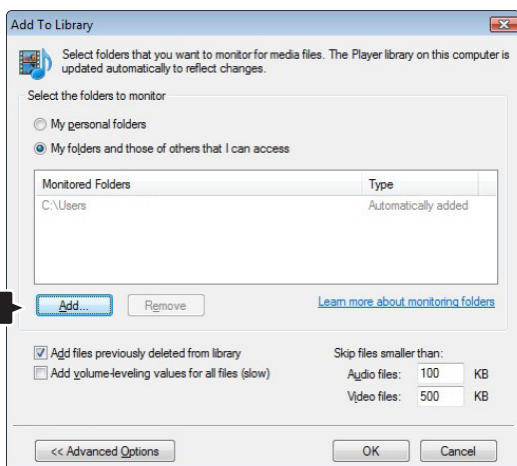 Add To Library
Select folders that you want to monitor for media files. The Player library on this computer is
updated automatically to reflect changes.
Select the folders to monitor
My personal folders
My folders and those of others that I can access
Monitored Folders Type
C:\Users Automatically added
Add... Remove Learn more about monitoring folders
Add files previously deleted from library Skip files smaller than:
Add volume-leveling values for all files (slow) Audio files: 100 KB
Video files: 500 KB
<< Advanced Options OK Cancel